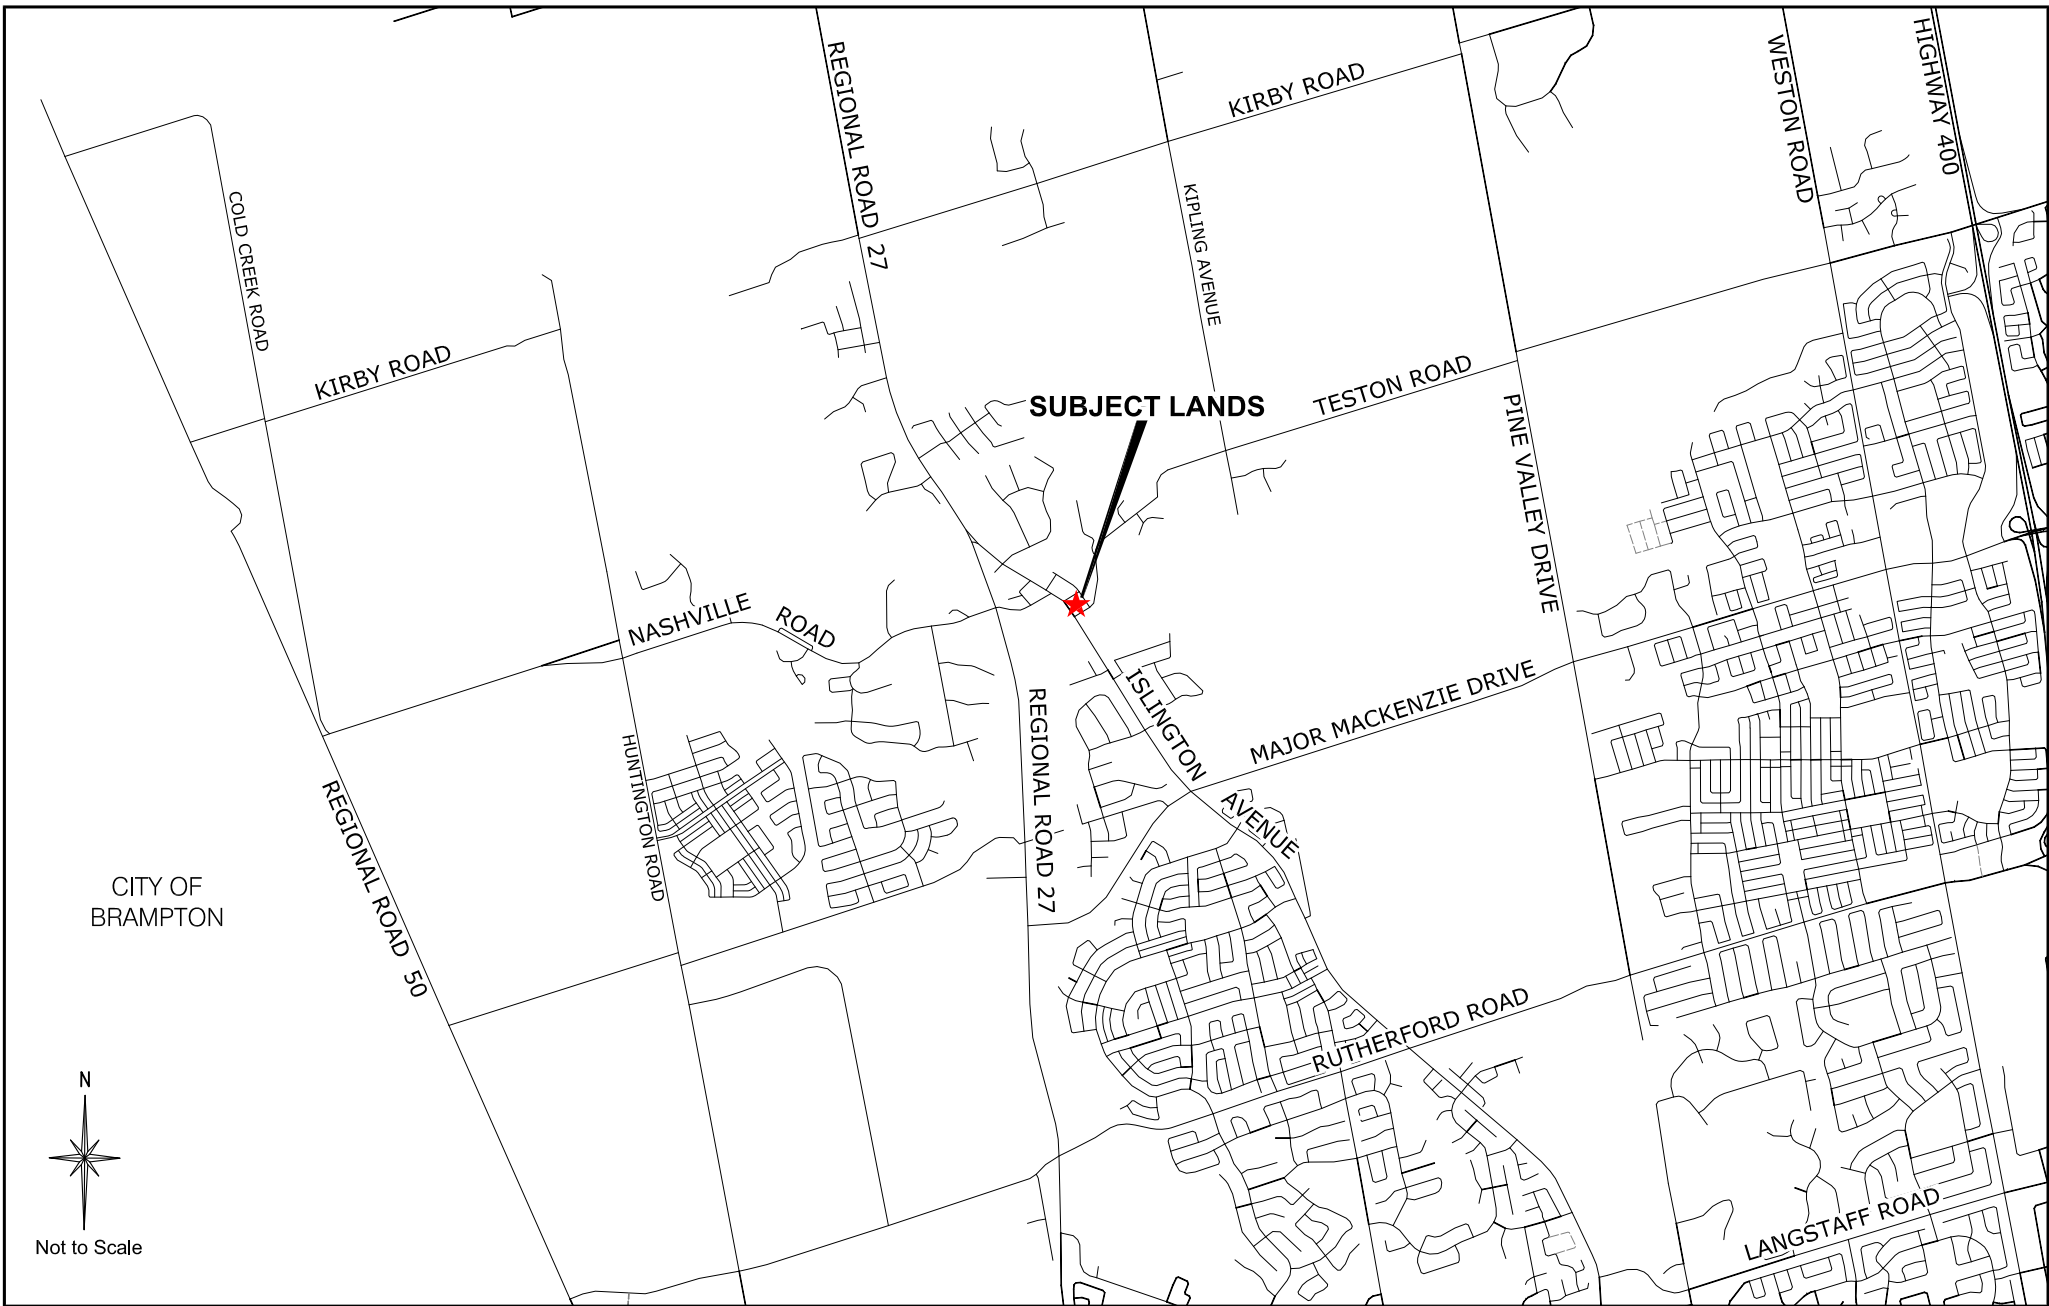 REGIONAL ROAD 27
KIRBY ROAD
WESTON ROAD
HIGHWAY 400
COLD CREEK ROAD
KIPLING AVENUE
KIRBY ROAD
SUBJECT LANDS
TESTON ROAD
PINE VALLEY DRIVE
NASHVILLE ROAD
ISLINGTON AVENUE
MAJOR MACKENZIE DRIVE
REGIONAL ROAD 27
HUNTINGTON ROAD
REGIONAL ROAD 50
CITY OF
BRAMPTON
RUTHERFORD ROAD
N
Not to Scale
LANGSTAFF ROAD